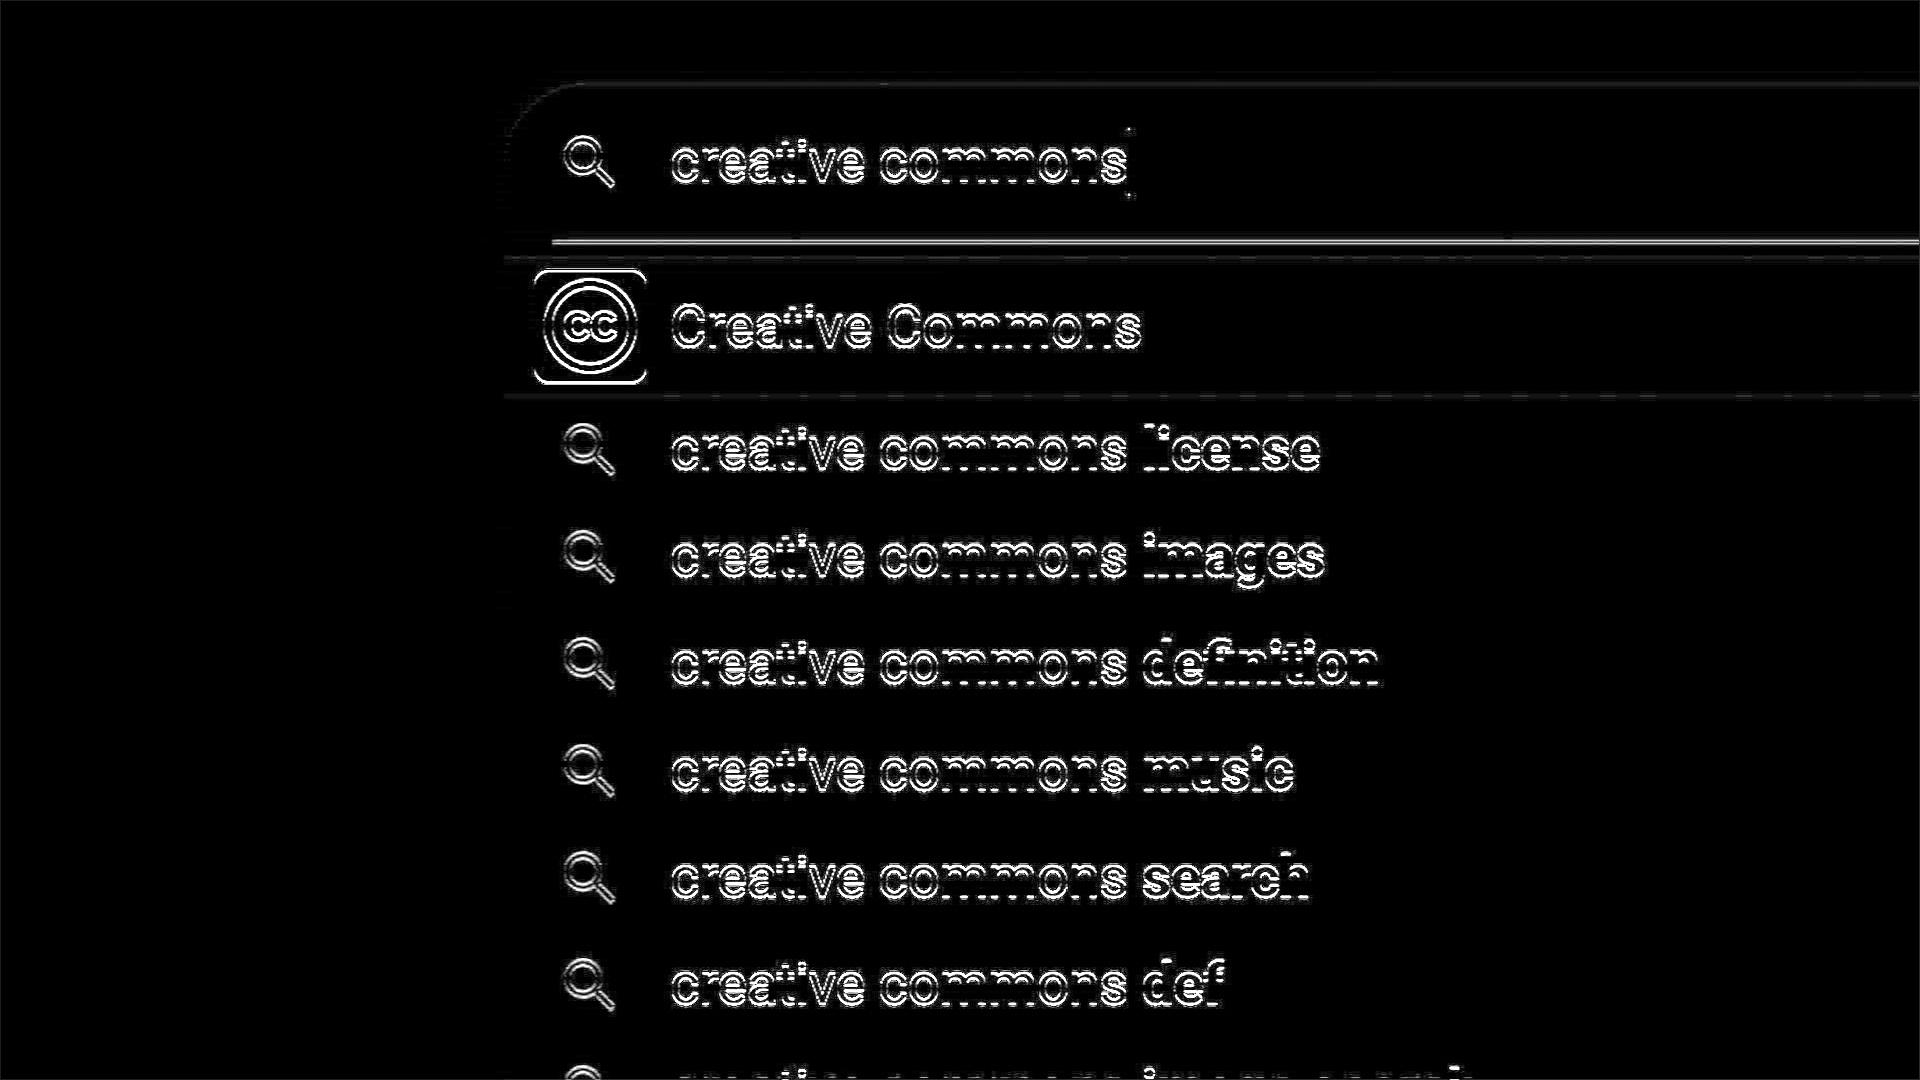 creative commons
CC
Creative Commons
creative commons license
creative commons images
creative commons definition
creative commons music
creative commons search
creative commons def